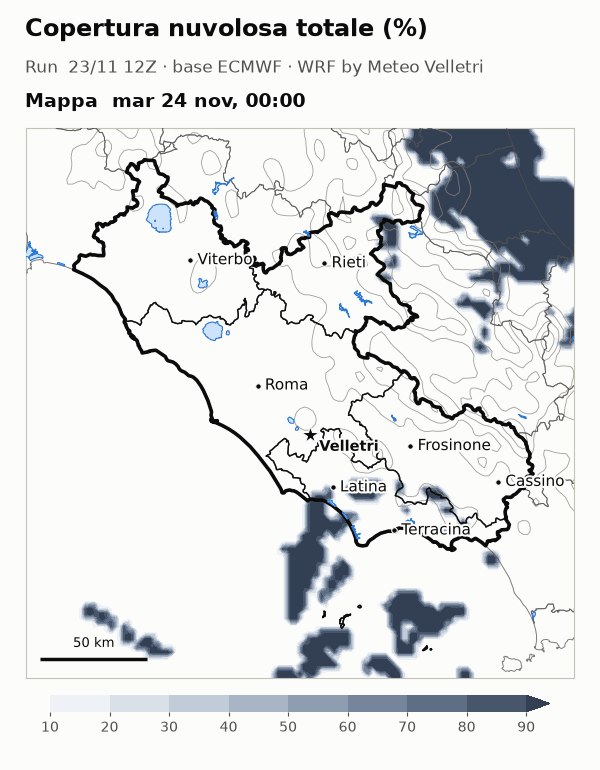 Copertura nuvolosa totale (%)
Run  23/11 12Z · base ECMWF · WRF by Meteo Velletri
Mappa  mar 24 nov, 00:00
Viterbo
Rieti
Roma
Velletri
Frosinone
Latina
Cassino
Terracina
50 km
10 20 30 40 50 60 70 80 90